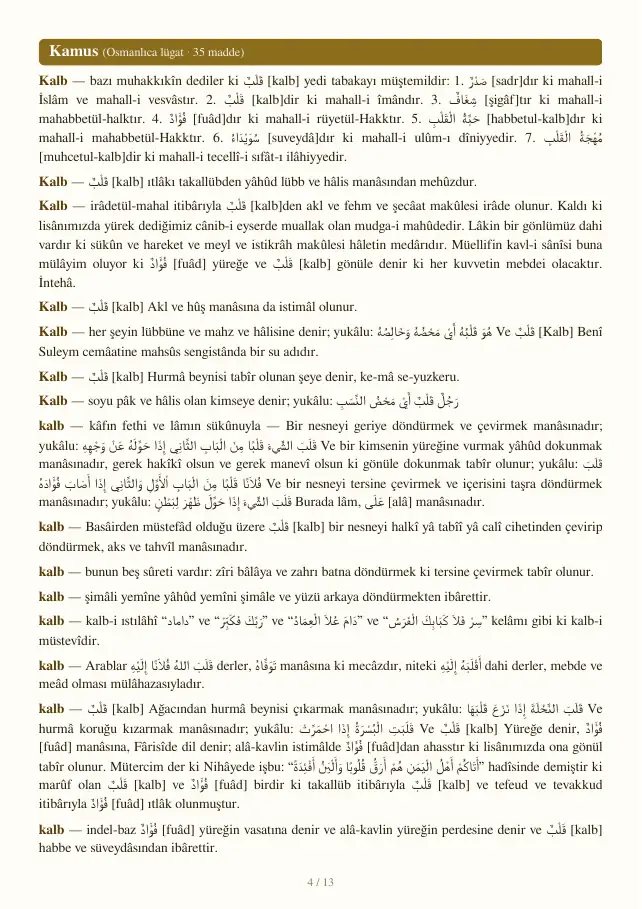 Kamus (Osmanlıca lügat · 35 madde)
Kalb — bazı muhakkıkîn dediler ki قَلْبٌ [kalb] yedi tabakayı müştemildir: 1. صَدْرٌ [sadr]dır ki mahall-i
İslâm ve mahall-i vesvâstır. 2. قَلْبٌ [kalb]dir ki mahall-i îmândır. 3. شِغَافٌ [şigâf]tır ki mahall-i
mahabbetül-halktır. 4. فُؤَادٌ [fuâd]dır ki mahall-i rüyetül-Hakktır. 5. حَبَّةُ الْقَلْبِ [habbetul-kalb]dır ki
mahall-i mahabbetül-Hakktır. 6. سُوَيْدَاءُ [suveydâ]dır ki mahall-i ulûm-ı dîniyyedir. 7. مُهْجَةُ الْقَلْبِ
[muhcetul-kalb]dir ki mahall-i tecellî-i sıfât-ı ilâhiyyedir.
Kalb — قَلْبٌ [kalb] ıtlâkı takallübden yâhûd lübb ve hâlis manâsından mehûzdur.
Kalb — irâdetül-mahal itibârıyla قَلْبٌ [kalb]den akl ve fehm ve şecâat makûlesi irâde olunur. Kaldı ki
lisânımızda yürek dediğimiz cânib-i eyserde muallak olan mudga-i mahûdedir. Lâkin bir gönlümüz dahi
vardır ki sükûn ve hareket ve meyl ve istikrâh makûlesi hâletin medârıdır. Müellifin kavl-i sânîsi buna
mülâyim oluyor ki فُؤَادٌ [fuâd] yüreğe ve قَلْبٌ [kalb] gönüle denir ki her kuvvetin mebdei olacaktır.
İntehâ.
Kalb — قَلْبٌ [kalb] Akl ve hûş manâsına da istimâl olunur.
Kalb — her şeyin lübbüne ve mahz ve hâlisine denir; yukâlu: هُوَ قَلْبُهُ أَيْ مَحْضُهُ وَخَالِصُهُ Ve قَلْبٌ [Kalb] Benî
Suleym cemâatine mahsûs sengistânda bir su adıdır.
Kalb — قَلْبٌ [kalb] Hurmâ beynisi tabîr olunan şeye denir, ke-mâ se-yuzkeru.
Kalb — soyu pâk ve hâlis olan kimseye denir; yukâlu: رَجُلٌ قَلْبٌ أَيْ مَحْضُ النَّسَبِ
kalb — kâfın fethi ve lâmın sükûnuyla — Bir nesneyi geriye döndürmek ve çevirmek manâsınadır;
yukâlu: قَلَبَ الشَّيءَ قَلْبًا مِنَ الْبَابِ الثَّانِى إِذَا حَوَّلَهُ عَنْ وَجْهِهِ Ve bir kimsenin yüreğine vurmak yâhûd dokunmak
manâsınadır, gerek hakîkî olsun ve gerek manevî olsun ki gönüle dokunmak tabîr olunur; yukâlu: قَلَبَ
فُلَانًا قَلْبًا مِنَ الْبَابِ الْأَوَّلِ وَالثَّانِى إِذَا أَصَابَ فُؤَادَهُ Ve bir nesneyi tersine çevirip ve içerisini taşra döndürmek
manâsınadır; yukâlu: قَلَبَ الشَّيءَ إِذَا حَوَّلَ ظَهْرَ لِبَطْنٍ Burada lâm, عَلَى [alâ] manâsınadır.
kalb — Basâirden müstefâd olduğu üzere قَلْبٌ [kalb] bir nesneyi halkî yâ tabîî yâ calî cihetinden çevirip
döndürmek, aks ve tahvîl manâsınadır.
kalb — bunun beş sûreti vardır: zîri bâlâya ve zahrı batna döndürmek ki tersine çevirmek tabîr olunur.
kalb — şimâli yemîne yâhûd yemîni şimâle ve yüzü arkaya döndürmekten ibârettir.
kalb — kalb-i ıstılâhî “داماد” ve “رَبَّكَ فَكَبِّرْ” ve “دَامَ عُلاَ الْعِمَادُ” ve “سِرْ فَلاَ كَبَابِكَ الْفَرَسُ” kelâmı gibi ki kalb-i
müstevîdir.
kalb — Arablar قَلَبَ اللهُ فُلَانًا إِلَيْهِ derler, تَوَفَّاهُ manâsına ki mecâzdır, niteki أَقْلَبَهُ إِلَيْهِ dahi derler, mebde ve
meâd olması mülâhazasıyladır.
kalb — قَلْبٌ [kalb] Ağacından hurmâ beynisi çıkarmak manâsınadır; yukâlu: قَلَبَ النَّخْلَةَ إِذَا نَزَعَ قَلْبَهَا Ve
hurmâ koruğu kızarmak manâsınadır; yukâlu: قَلَبَتِ الْبُسْرَةُ إِذَا احْمَرَّتْ Ve قَلْبٌ [kalb] Yüreğe denir, فُؤَادٌ
[fuâd] manâsına, Fârisîde dil denir; alâ-kavlin istimâlde فُؤَادٌ [fuâd]dan ahasstır ki lisânımızda ona gönül
tabîr olunur. Mütercim der ki Nihâyede işbu: “أَتَاكُمْ أَهْلُ الْيَمَنِ هُمْ أَرَقُّ قُلُوبًا وَأَلْيَنُ أَفْئِدَةً” hadîsinde demiştir ki
marûf olan قَلْبٌ [kalb] ve فُؤَادٌ [fuâd] birdir ki takallüb itibârıyla قَلْبٌ [kalb] ve tefeud ve tevakkud
itibârıyla فُؤَادٌ [fuâd] ıtlâk olunmuştur.
kalb — indel-baz فُؤَادٌ [fuâd] yüreğin vasatına denir ve alâ-kavlin yüreğin perdesine denir ve قَلْبٌ [kalb]
habbe ve süveydâsından ibârettir.
4 / 13